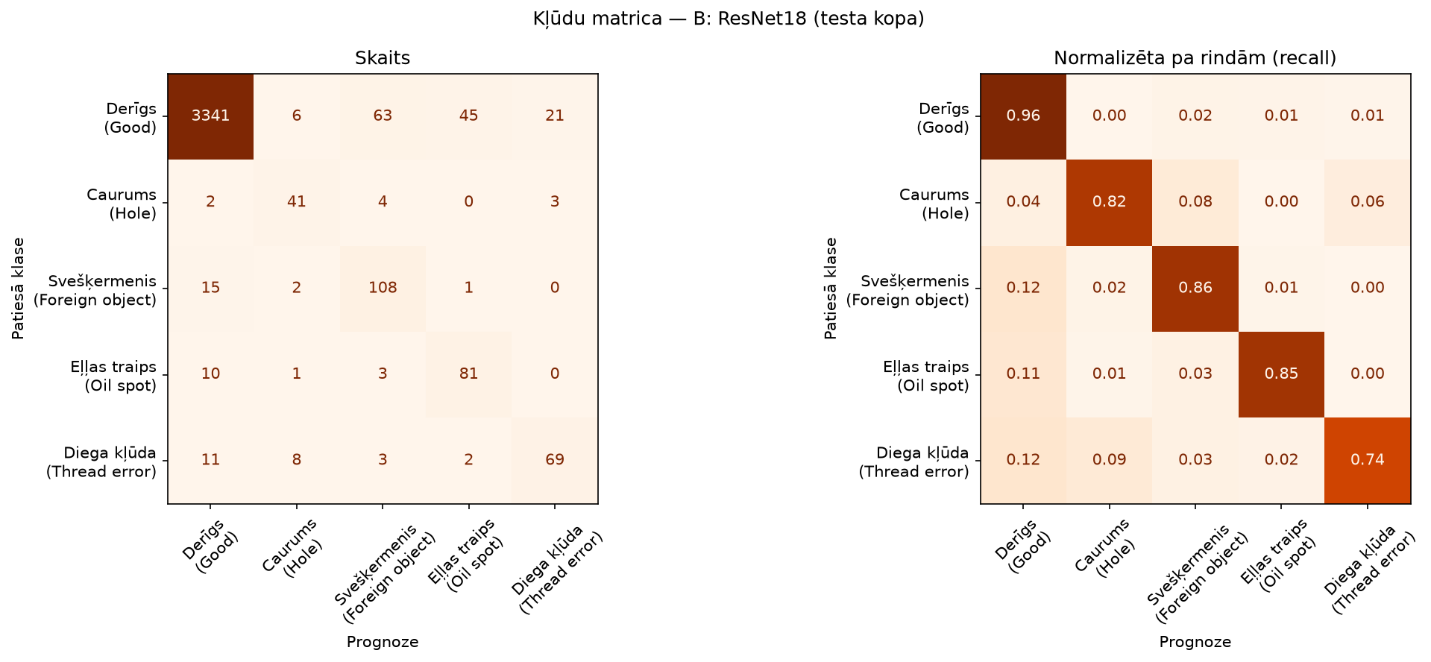 Kļūdu matrica — B: ResNet18 (testa kopa)
Skaits
Patiesā klase
Derīgs
(Good)
3341 6 63 45 21
Caurums
(Hole)
2 41 4 0 3
Svešķermenis
(Foreign object)
15 2 108 1 0
Eļļas traips
(Oil spot)
10 1 3 81 0
Diega kļūda
(Thread error)
11 8 3 2 69
Derīgs
(Good)
Caurums
(Hole)
Svešķermenis
(Foreign object)
Eļļas traips
(Oil spot)
Diega kļūda
(Thread error)
Prognoze
Normalizēta pa rindām (recall)
Patiesā klase
Derīgs
(Good)
0.96 0.00 0.02 0.01 0.01
Caurums
(Hole)
0.04 0.82 0.08 0.00 0.06
Svešķermenis
(Foreign object)
0.12 0.02 0.86 0.01 0.00
Eļļas traips
(Oil spot)
0.11 0.01 0.03 0.85 0.00
Diega kļūda
(Thread error)
0.12 0.09 0.03 0.02 0.74
Derīgs
(Good)
Caurums
(Hole)
Svešķermenis
(Foreign object)
Eļļas traips
(Oil spot)
Diega kļūda
(Thread error)
Prognoze